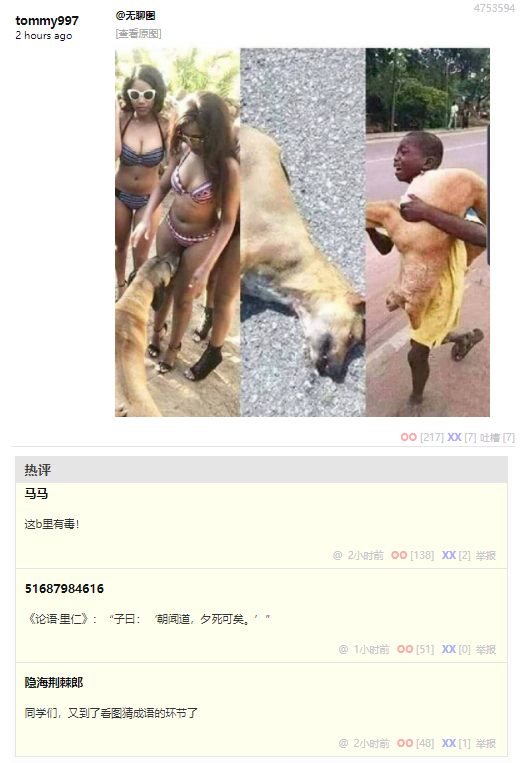 4753594
tommy997
2 hours ago
@无聊图
[查看原图]
OO [217] XX [7] 吐槽 [7]
热评
马马
这b里有毒!
@ 2小时前 OO [138] XX [2] 举报
51687984616
《论语·里仁》：“子曰：‘朝闻道，夕死可矣。’”
@ 1小时前 OO [51] XX [0] 举报
隐海荆棘郎
同学们，又到了看图猜成语的环节了
@ 2小时前 OO [48] XX [1] 举报